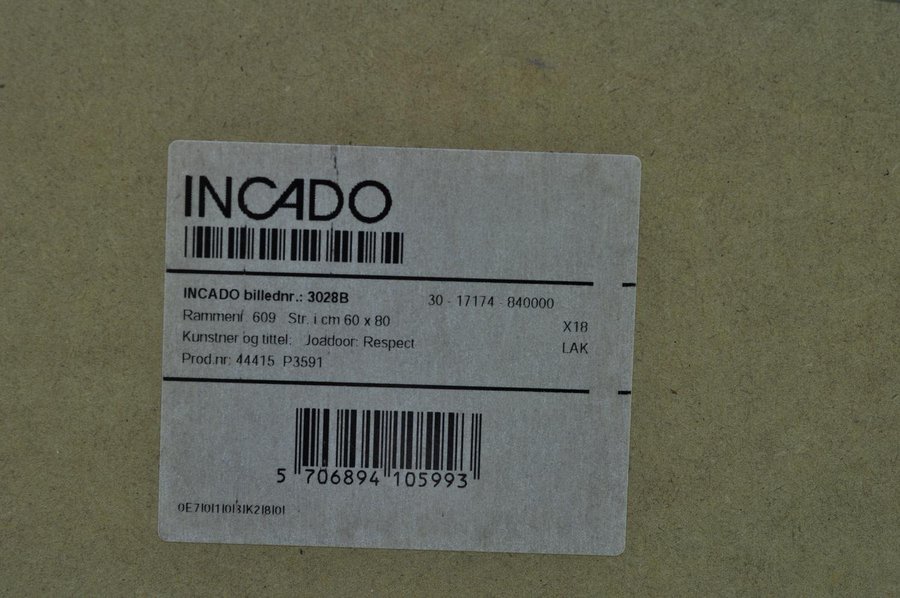 INCADO
INCADO billednr.: 3028B
30 - 17174 - 840000
Rammenr. 609 Str. i cm 60 x 80
X18
Kunstner og tittel: Joadoor: Respect
LAK
Prod.nr: 44415 P3591
5 706894 105993